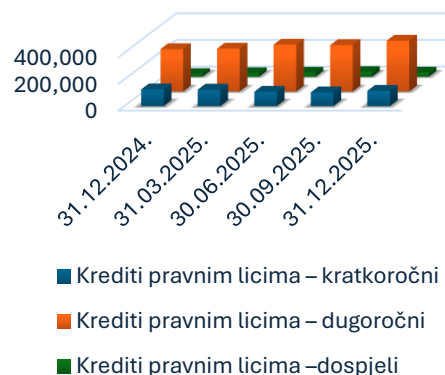 400,000
200,000
0
31.12.2024.
31.03.2025.
30.06.2025.
30.09.2025.
31.12.2025.
Krediti pravnim licima – kratkoročni
Krediti pravnim licima – dugoročni
Krediti pravnim licima –dospjeli